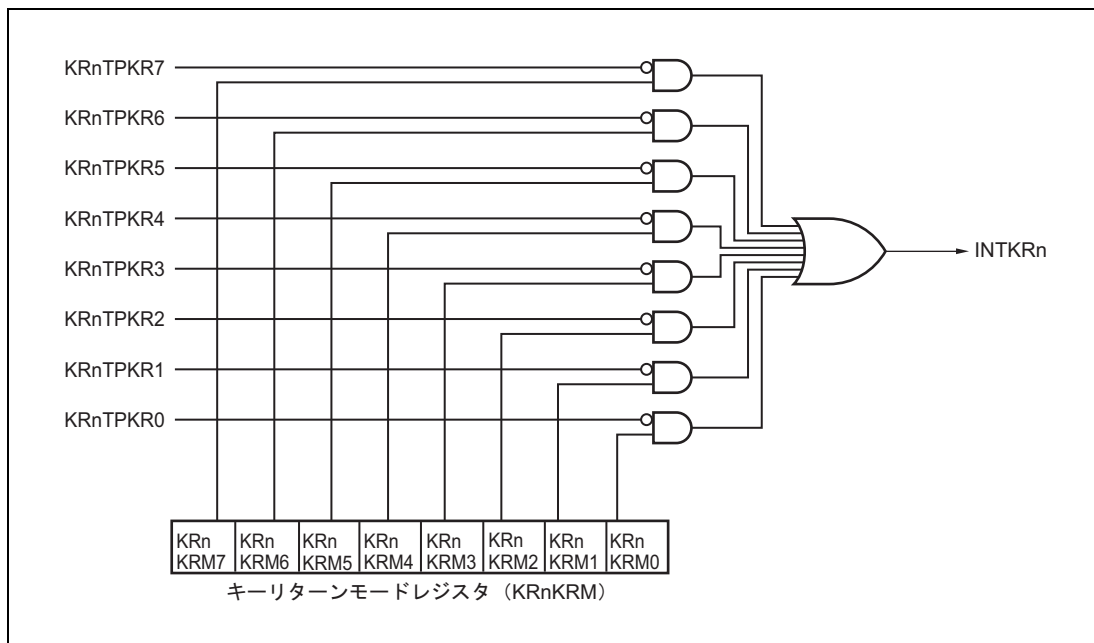 KRnTPKR7
KRnTPKR6
KRnTPKR5
KRnTPKR4
KRnTPKR3
KRnTPKR2
KRnTPKR1
KRnTPKR0
INTKRn
KRn KRn KRn KRn KRn KRn KRn KRn
KRM7 KRM6 KRM5 KRM4 KRM3 KRM2 KRM1 KRM0
キーリターンモードレジスタ（KRnKRM）